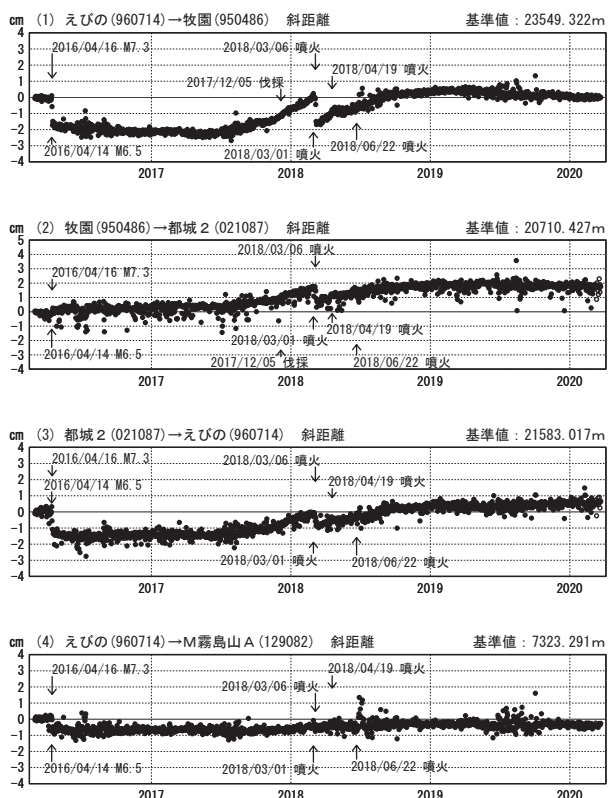 cm (1) えびの(960714)→牧園(950486) 斜距離 基準値：23549.322m
4
3
2
1
0
-1
-2
-3
-4
2016/04/16 M7.3
2018/03/06 噴火
2018/04/19 噴火
2017/12/05 伐採
2016/04/14 M6.5
2018/03/01 噴火
2018/06/22 噴火
2017 2018 2019 2020
cm (2) 牧園(950486)→都城２(021087) 斜距離 基準値：20710.427m
5
4
3
2
1
0
-1
-2
-3
-4
2018/03/06 噴火
2016/04/16 M7.3
2018/03/01 噴火
2018/04/19 噴火
2016/04/14 M6.5
2017/12/05 伐採
2018/06/22 噴火
2017 2018 2019 2020
cm (3) 都城２(021087)→えびの(960714) 斜距離 基準値：21583.017m
4
3
2
1
0
-1
-2
-3
-4
2016/04/16 M7.3
2018/03/06 噴火
2016/04/14 M6.5
2018/04/19 噴火
2018/03/01 噴火
2018/06/22 噴火
2017 2018 2019 2020
cm (4) えびの(960714)→Ｍ霧島山Ａ(129082) 斜距離 基準値：7323.291m
4
3
2
1
0
-1
-2
-3
-4
2016/04/16 M7.3
2018/04/19 噴火
2018/03/06 噴火
2016/04/14 M6.5
2018/03/01 噴火
2018/06/22 噴火
2017 2018 2019 2020